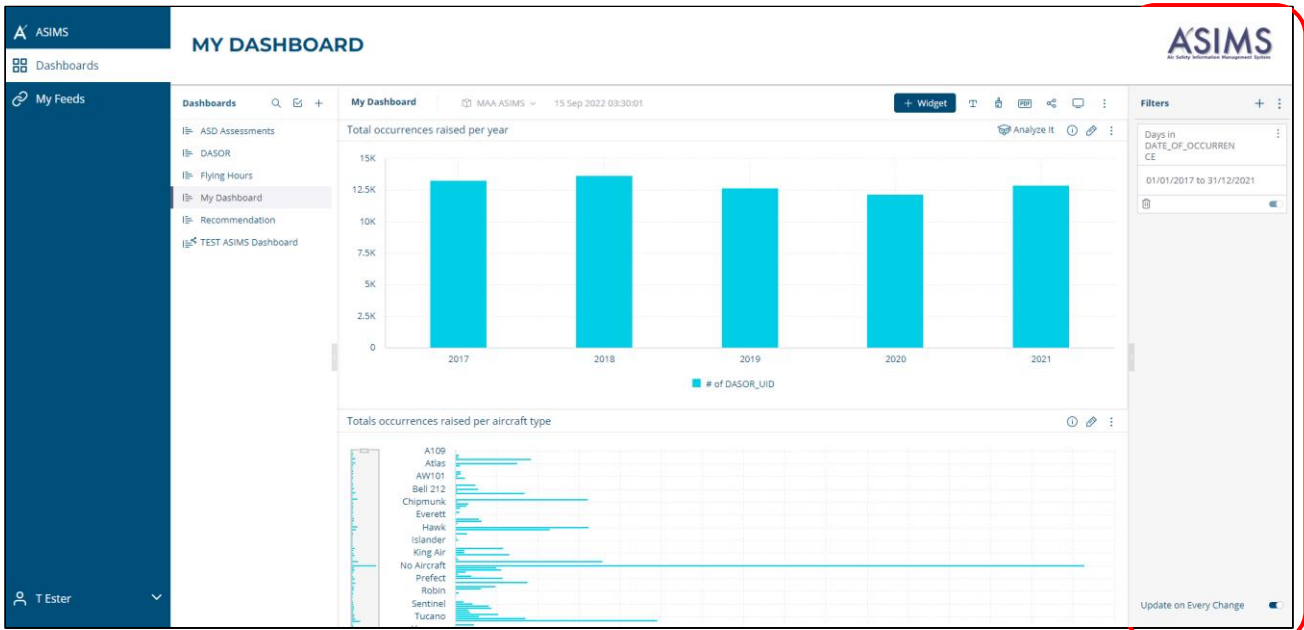 ASIMS
Dashboards
My Feeds
T Ester
MY DASHBOARD
ASIMS
Air Safety Information Management System
Dashboards
ASD Assessments
DASOR
Flying Hours
My Dashboard
Recommendation
TEST ASIMS Dashboard
My Dashboard
MAA ASIMS
15 Sep 2022 03:30:01
+ Widget
PDF
Total occurrences raised per year
Analyze It
15K
12.5K
10K
7.5K
5K
2.5K
0
2017 2018 2019 2020 2021
# of DASOR_UID
Totals occurrences raised per aircraft type
A109
Atlas
AW101
Bell 212
Chipmunk
Everett
Hawk
Islander
King Air
No Aircraft
Prefect
Robin
Sentinel
Tucano
Filters
Days in
DATE_OF_OCCURREN
CE
01/01/2017 to 31/12/2021
Update on Every Change